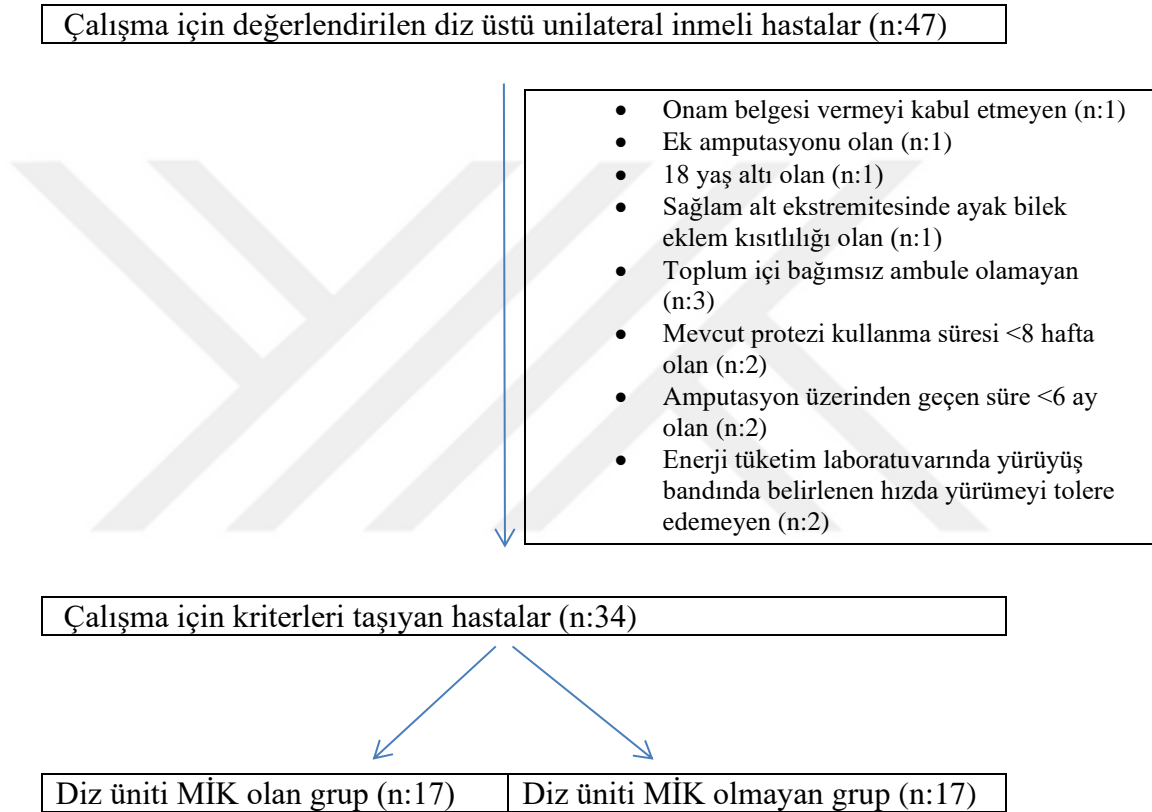 Çalışma için değerlendirilen diz üstü unilateral inmeli hastalar (n:47)
• Onam belgesi vermeyi kabul etmeyen (n:1)
• Ek amputasyonu olan (n:1)
• 18 yaş altı olan (n:1)
• Sağlam alt ekstremitesinde ayak bilek
eklem kısıtlılığı olan (n:1)
• Toplum içi bağımsız ambule olamayan
(n:3)
• Mevcut protezi kullanma süresi <8 hafta
olan (n:2)
• Amputasyon üzerinden geçen süre <6 ay
olan (n:2)
• Enerji tüketim laboratuvarında yürüyüş
bandında belirlenen hızda yürümeyi tolere
edemeyen (n:2)
Çalışma için kriterleri taşıyan hastalar (n:34)
Diz üniti MİK olan grup (n:17)
Diz üniti MİK olmayan grup (n:17)